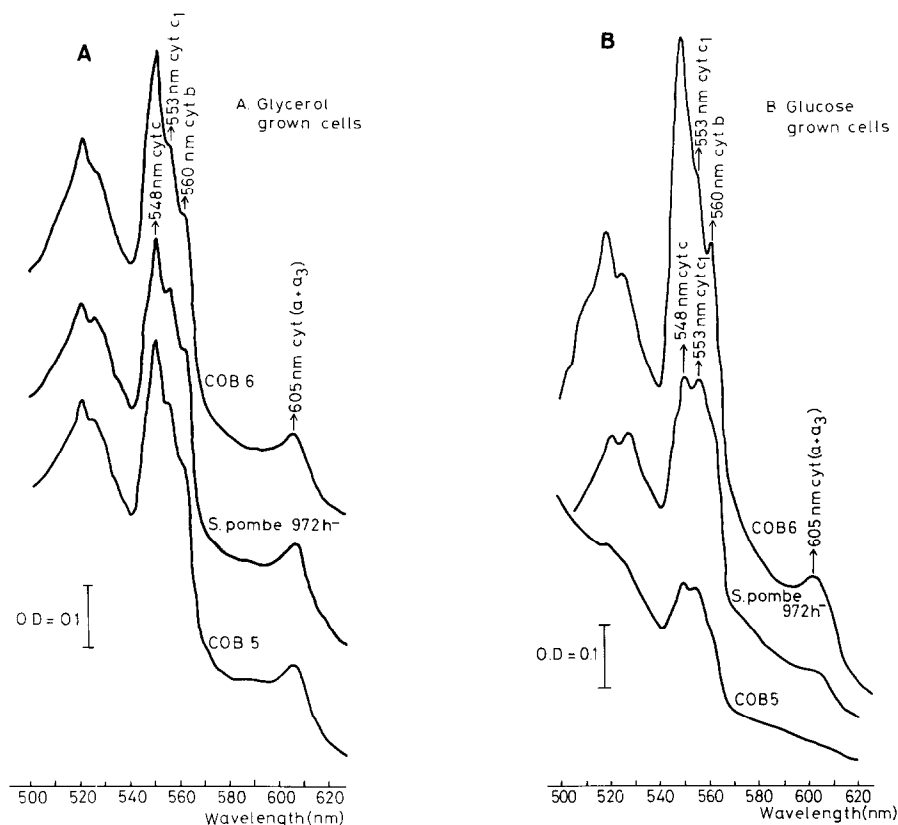 A
A. Glycerol
grown cells
548 nm cyt c
553 nm cyt c1
560 nm cyt b
605 nm cyt (a+a3)
COB 6
S. pombe 972h-
COB 5
O.D = 0.1
500 520 540 560 580 600 620
Wavelength (nm)
B
B. Glucose
grown cells
553 nm cyt c1
560 nm cyt b
548 nm cyt c
553 nm cyt c1
605 nm cyt (a+a3)
COB6
S. pombe
972h-
COB5
O.D = 0.1
500 520 540 560 580 600 620
Wavelength (nm)